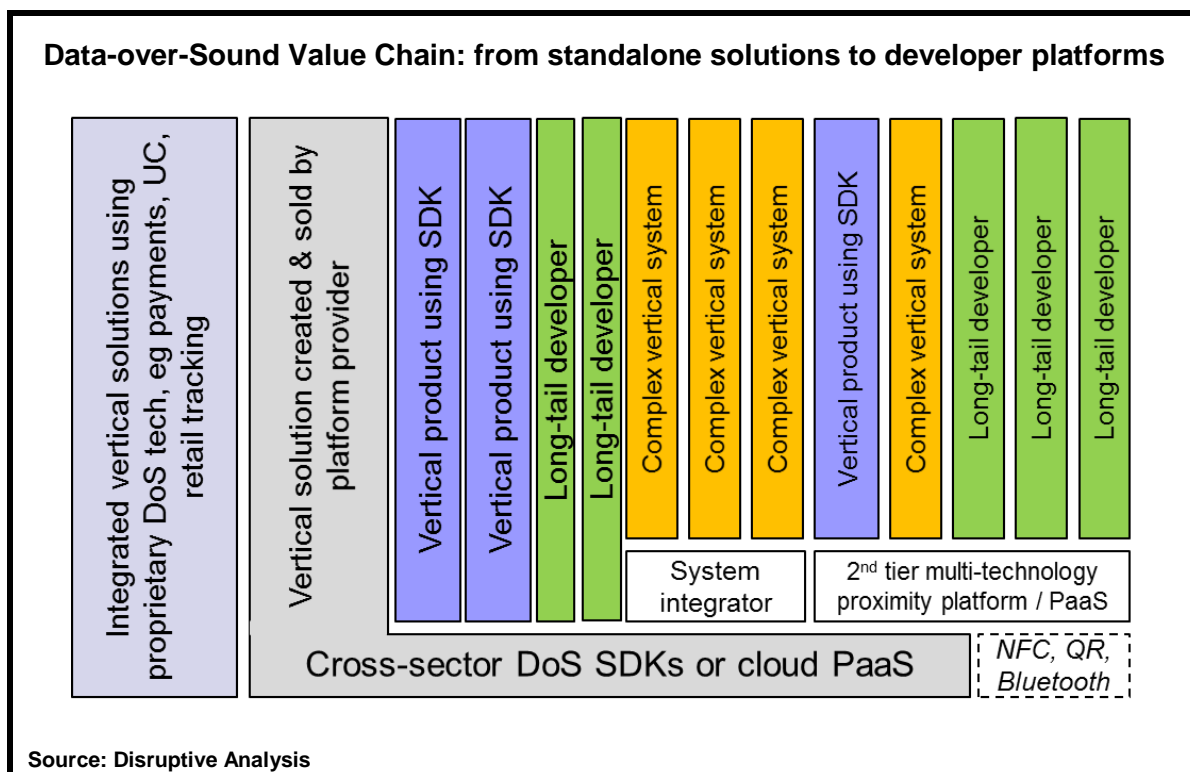 Data-over-Sound Value Chain: from standalone solutions to developer platforms
Integrated vertical solutions using
proprietary DoS tech, eg payments, UC,
retail tracking
Vertical solution created & sold by
platform provider
Vertical product using SDK
Vertical product using SDK
Long-tail developer
Long-tail developer
Complex vertical system
Complex vertical system
Complex vertical system
Vertical product using SDK
Complex vertical system
Long-tail developer
Long-tail developer
Long-tail developer
System
integrator
2nd tier multi-technology
proximity platform / PaaS
Cross-sector DoS SDKs or cloud PaaS
NFC, QR,
Bluetooth
Source: Disruptive Analysis